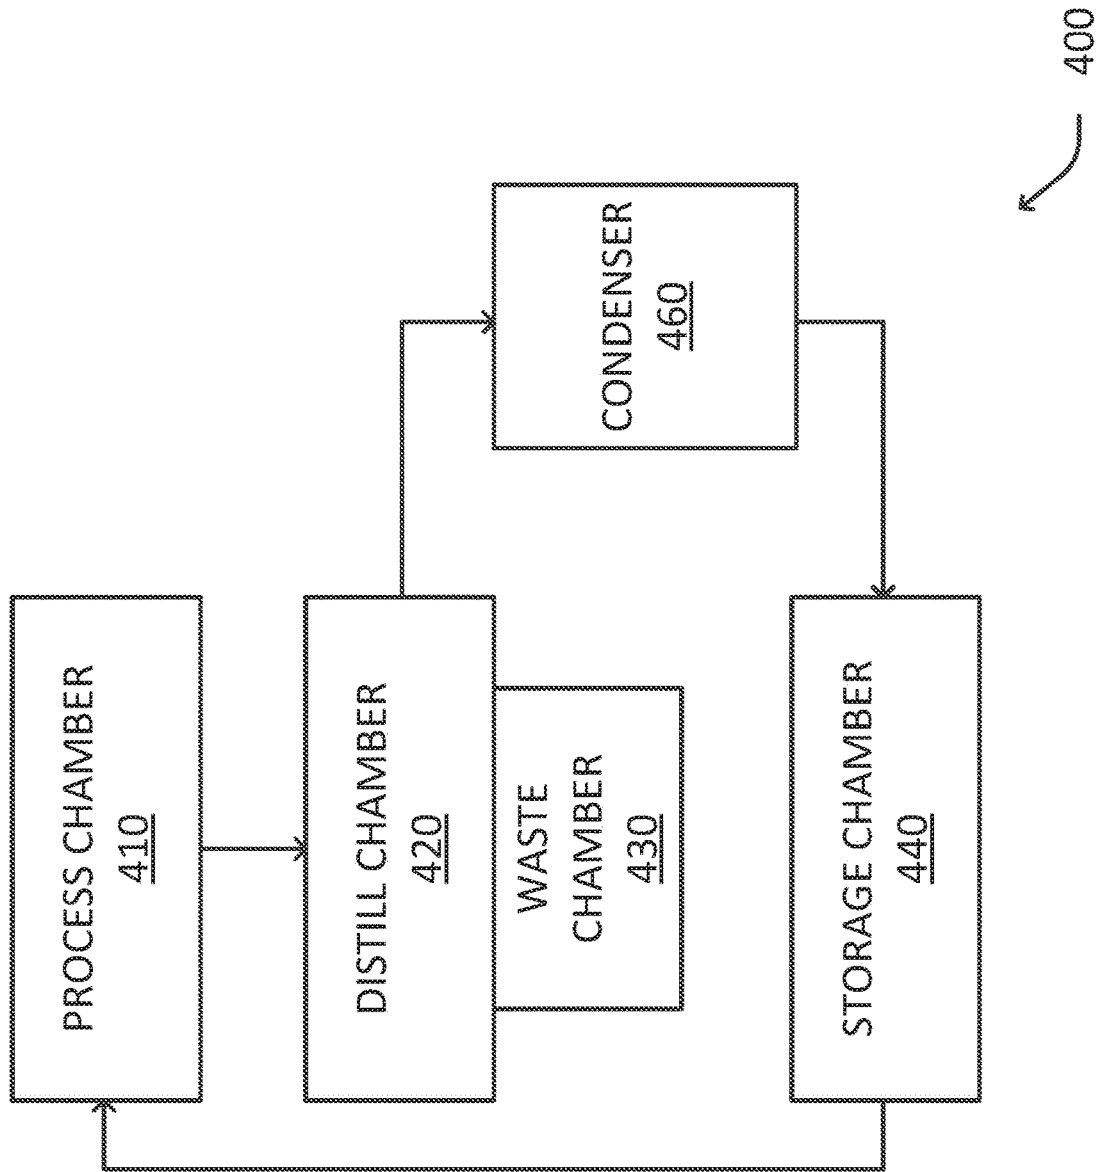 PROCESS CHAMBER
410
DISTILL CHAMBER
420
WASTE
CHAMBER
430
CONDENSER
460
STORAGE CHAMBER
440
400